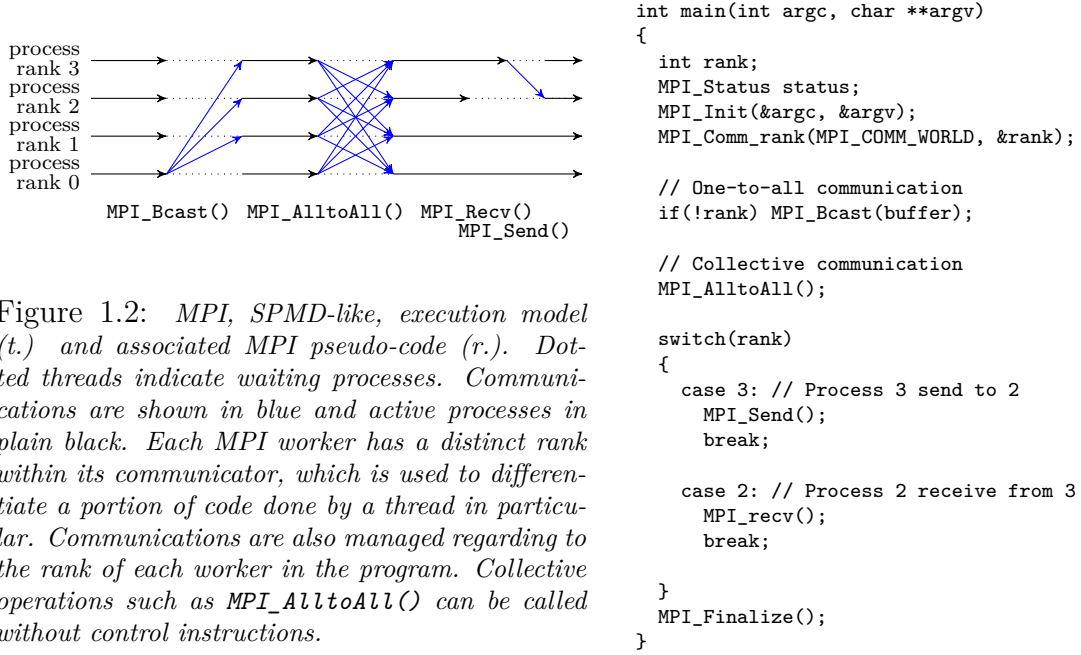 process
rank 3
process
rank 2
process
rank 1
process
rank 0
MPI_Bcast() MPI_AlltoAll() MPI_Recv()
MPI_Send()
Figure 1.2: MPI, SPMD-like, execution model
(t.) and associated MPI pseudo-code (r.). Dot-
ted threads indicate waiting processes. Communi-
cations are shown in blue and active processes in
plain black. Each MPI worker has a distinct rank
within its communicator, which is used to differen-
tiate a portion of code done by a thread in particu-
lar. Communications are also managed regarding to
the rank of each worker in the program. Collective
operations such as MPI_AlltoAll() can be called
without control instructions.
int main(int argc, char **argv)
{
int rank;
MPI_Status status;
MPI_Init(&argc, &argv);
MPI_Comm_rank(MPI_COMM_WORLD, &rank);
// One-to-all communication
if(!rank) MPI_Bcast(buffer);
// Collective communication
MPI_AlltoAll();
switch(rank)
{
case 3: // Process 3 send to 2
MPI_Send();
break;
case 2: // Process 2 receive from 3
MPI_recv();
break;
}
MPI_Finalize();
}